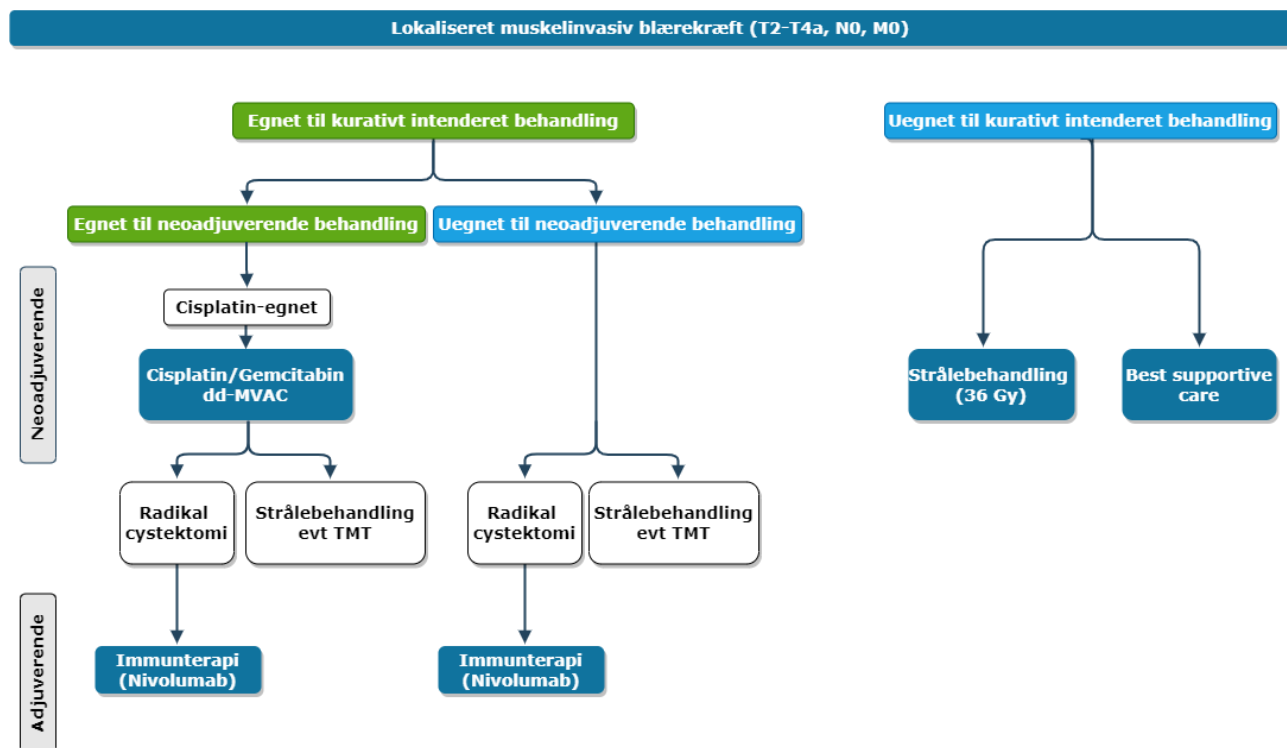 Lokaliseret muskelinvasiv blærekræft (T2-T4a, N0, M0)
Egnet til kurativt intenderet behandling
Uegnet til kurativt intenderet behandling
Egnet til neoadjuverende behandling
Uegnet til neoadjuverende behandling
Neoadjuverende
Cisplatin-egnet
Cisplatin/Gemcitabin
dd-MVAC
Strålebehandling
(36 Gy)
Best supportive
care
Radikal
cystektomi
Strålebehandling
evt TMT
Radikal
cystektomi
Strålebehandling
evt TMT
Adjuverende
Immunterapi
(Nivolumab)
Immunterapi
(Nivolumab)